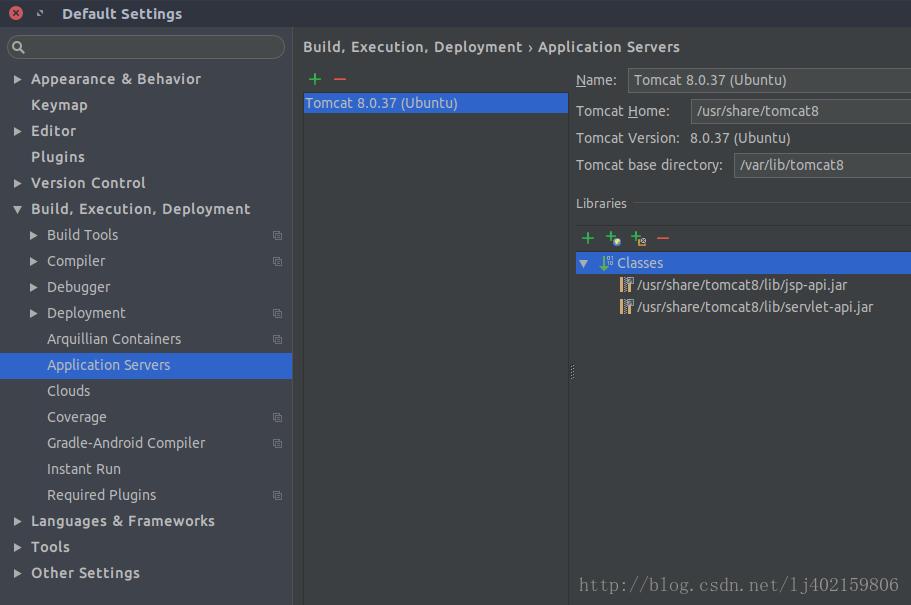 Default Settings
Appearance & Behavior
Keymap
Editor
Plugins
Version Control
Build, Execution, Deployment
Build Tools
Compiler
Debugger
Deployment
Arquillian Containers
Application Servers
Clouds
Coverage
Gradle-Android Compiler
Instant Run
Required Plugins
Languages & Frameworks
Tools
Other Settings
Build, Execution, Deployment › Application Servers
Tomcat 8.0.37 (Ubuntu)
Name: Tomcat 8.0.37 (Ubuntu)
Tomcat Home: /usr/share/tomcat8
Tomcat Version: 8.0.37 (Ubuntu)
Tomcat base directory: /var/lib/tomcat8
Libraries
Classes
/usr/share/tomcat8/lib/jsp-api.jar
/usr/share/tomcat8/lib/servlet-api.jar
http://blog.csdn.net/lj402159806